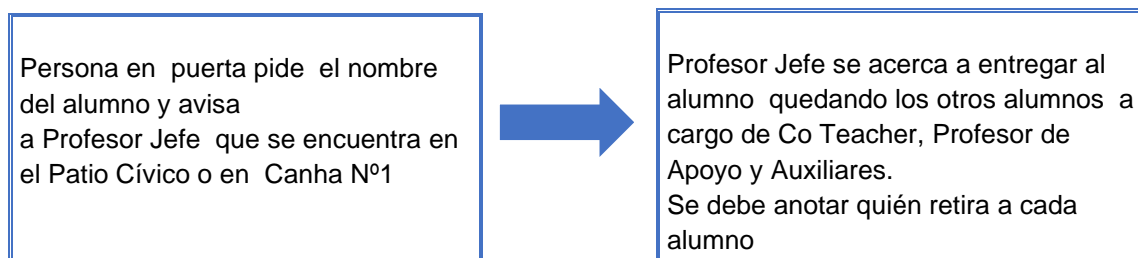 Persona en puerta pide el nombre
del alumno y avisa
a Profesor Jefe que se encuentra en
el Patio Cívico o en Canha Nº1
Profesor Jefe se acerca a entregar al
alumno quedando los otros alumnos a
cargo de Co Teacher, Profesor de
Apoyo y Auxiliares.
Se debe anotar quién retira a cada
alumno